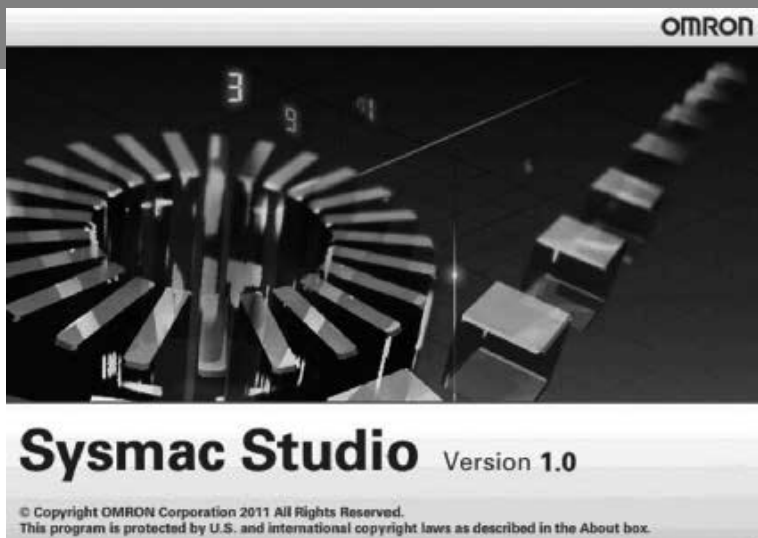 OMRON
Sysmac Studio Version 1.0
© Copyright OMRON Corporation 2011 All Rights Reserved.
This program is protected by U.S. and international copyright laws as described in the About box.